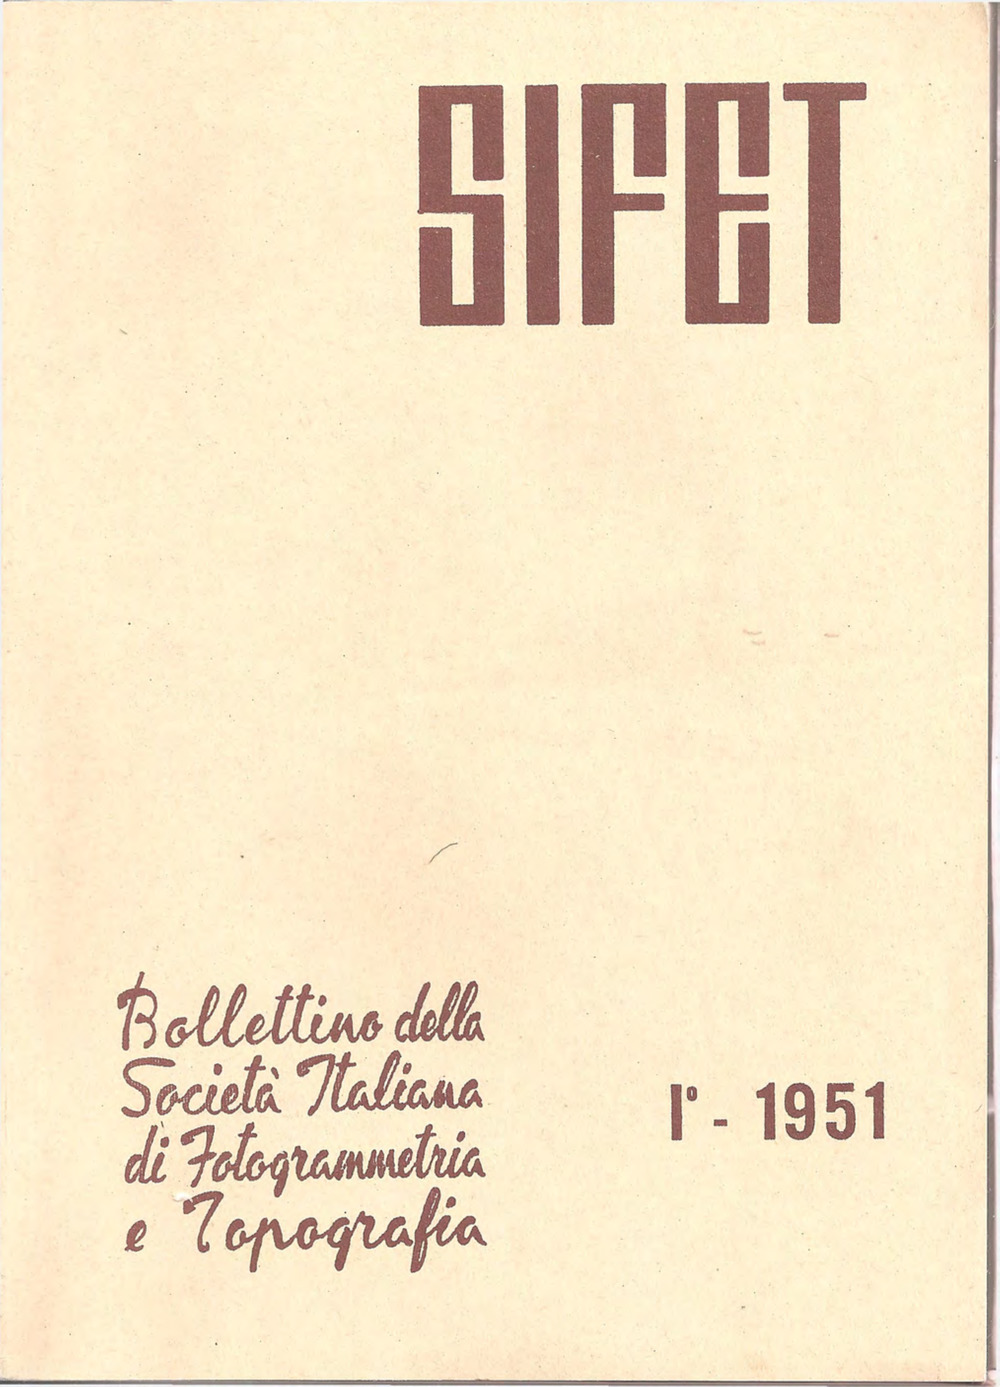 SIFET
Bollettino della
Società Italiana
di Fotogrammetria
e Topografia
I° - 1951